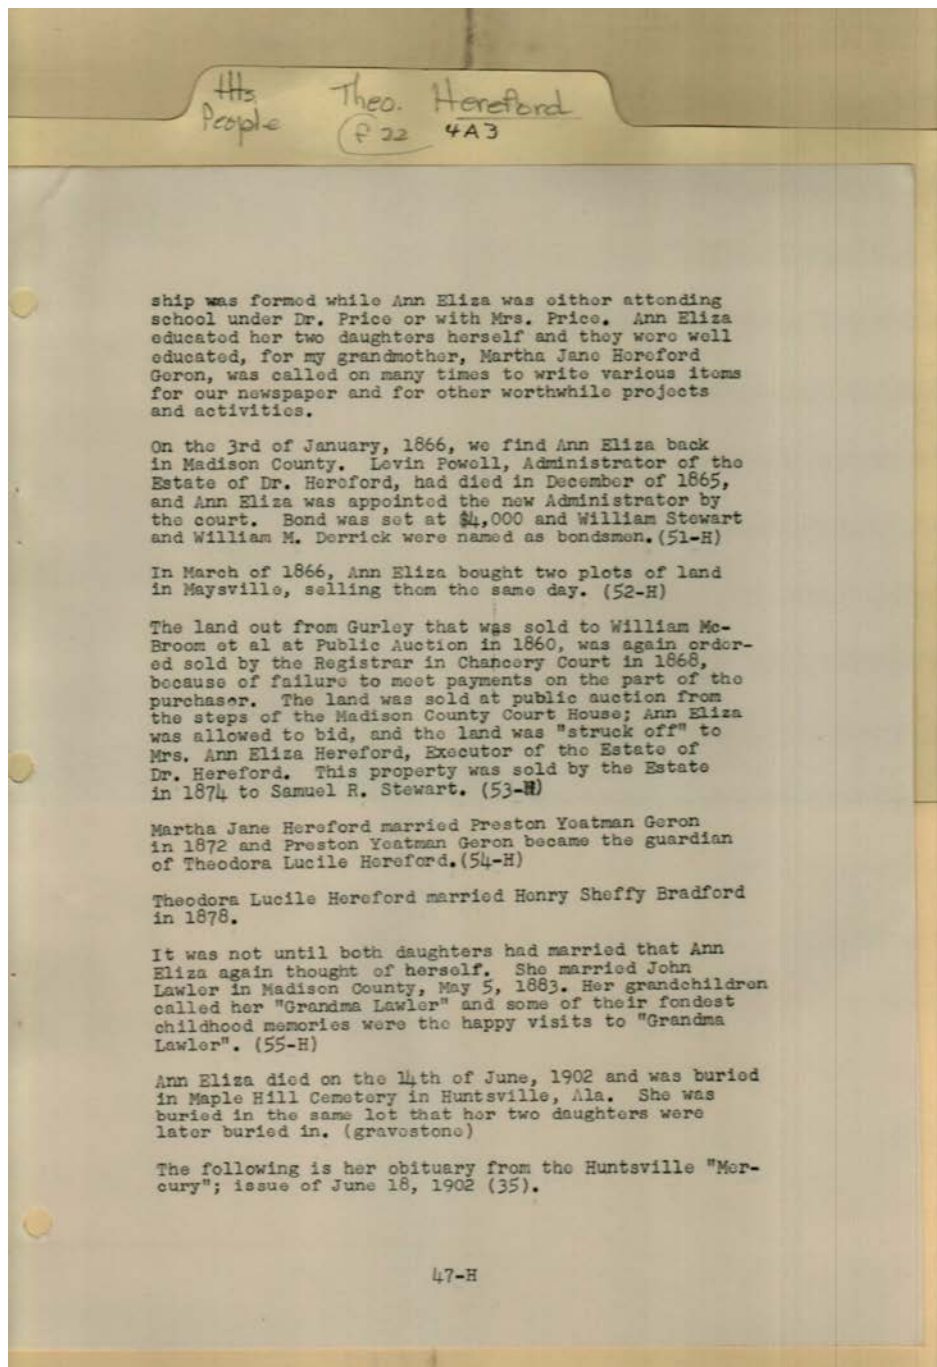 HHs
People
Theo. Hereford
F 22
4A3
ship was formed while Ann Eliza was either attending
school under Dr. Price or with Mrs. Price. Ann Eliza
educated her two daughters herself and they were well
educated, for my grandmother, Martha Jane Hereford
Geron, was called on many times to write various items
for our newspaper and for other worthwhile projects
and activities.
On the 3rd of January, 1866, we find Ann Eliza back
in Madison County. Levin Powell, Administrator of the
Estate of Dr. Hereford, had died in December of 1865,
and Ann Eliza was appointed the new Administrator by
the court. Bond was set at $4,000 and William Stewart
and William M. Derrick were named as bondsmen.(51-H)
In March of 1866, Ann Eliza bought two plots of land
in Maysville, selling them the same day. (52-H)
The land out from Gurley that was sold to William Mc-
Broom et al at Public Auction in 1860, was again order-
ed sold by the Registrar in Chancery Court in 1868,
because of failure to meet payments on the part of the
purchaser. The land was sold at public auction from
the steps of the Madison County Court House; Ann Eliza
was allowed to bid, and the land was "struck off" to
Mrs. Ann Eliza Hereford, Executor of the Estate of
Dr. Hereford. This property was sold by the Estate
in 1874 to Samuel R. Stewart. (53-H)
Martha Jane Hereford married Preston Yeatman Geron
in 1872 and Preston Yeatman Geron became the guardian
of Theodora Lucile Hereford.(54-H)
Theodora Lucile Hereford married Henry Sheffy Bradford
in 1878.
It was not until both daughters had married that Ann
Eliza again thought of herself. She married John
Lawler in Madison County, May 5, 1883. Her grandchildren
called her "Grandma Lawler" and some of their fondest
childhood memories were the happy visits to "Grandma
Lawler". (55-H)
Ann Eliza died on the 14th of June, 1902 and was buried
in Maple Hill Cemetery in Huntsville, Ala. She was
buried in the same lot that her two daughters were
later buried in. (gravestone)
The following is her obituary from the Huntsville "Mer-
cury"; issue of June 18, 1902 (35).
47-H